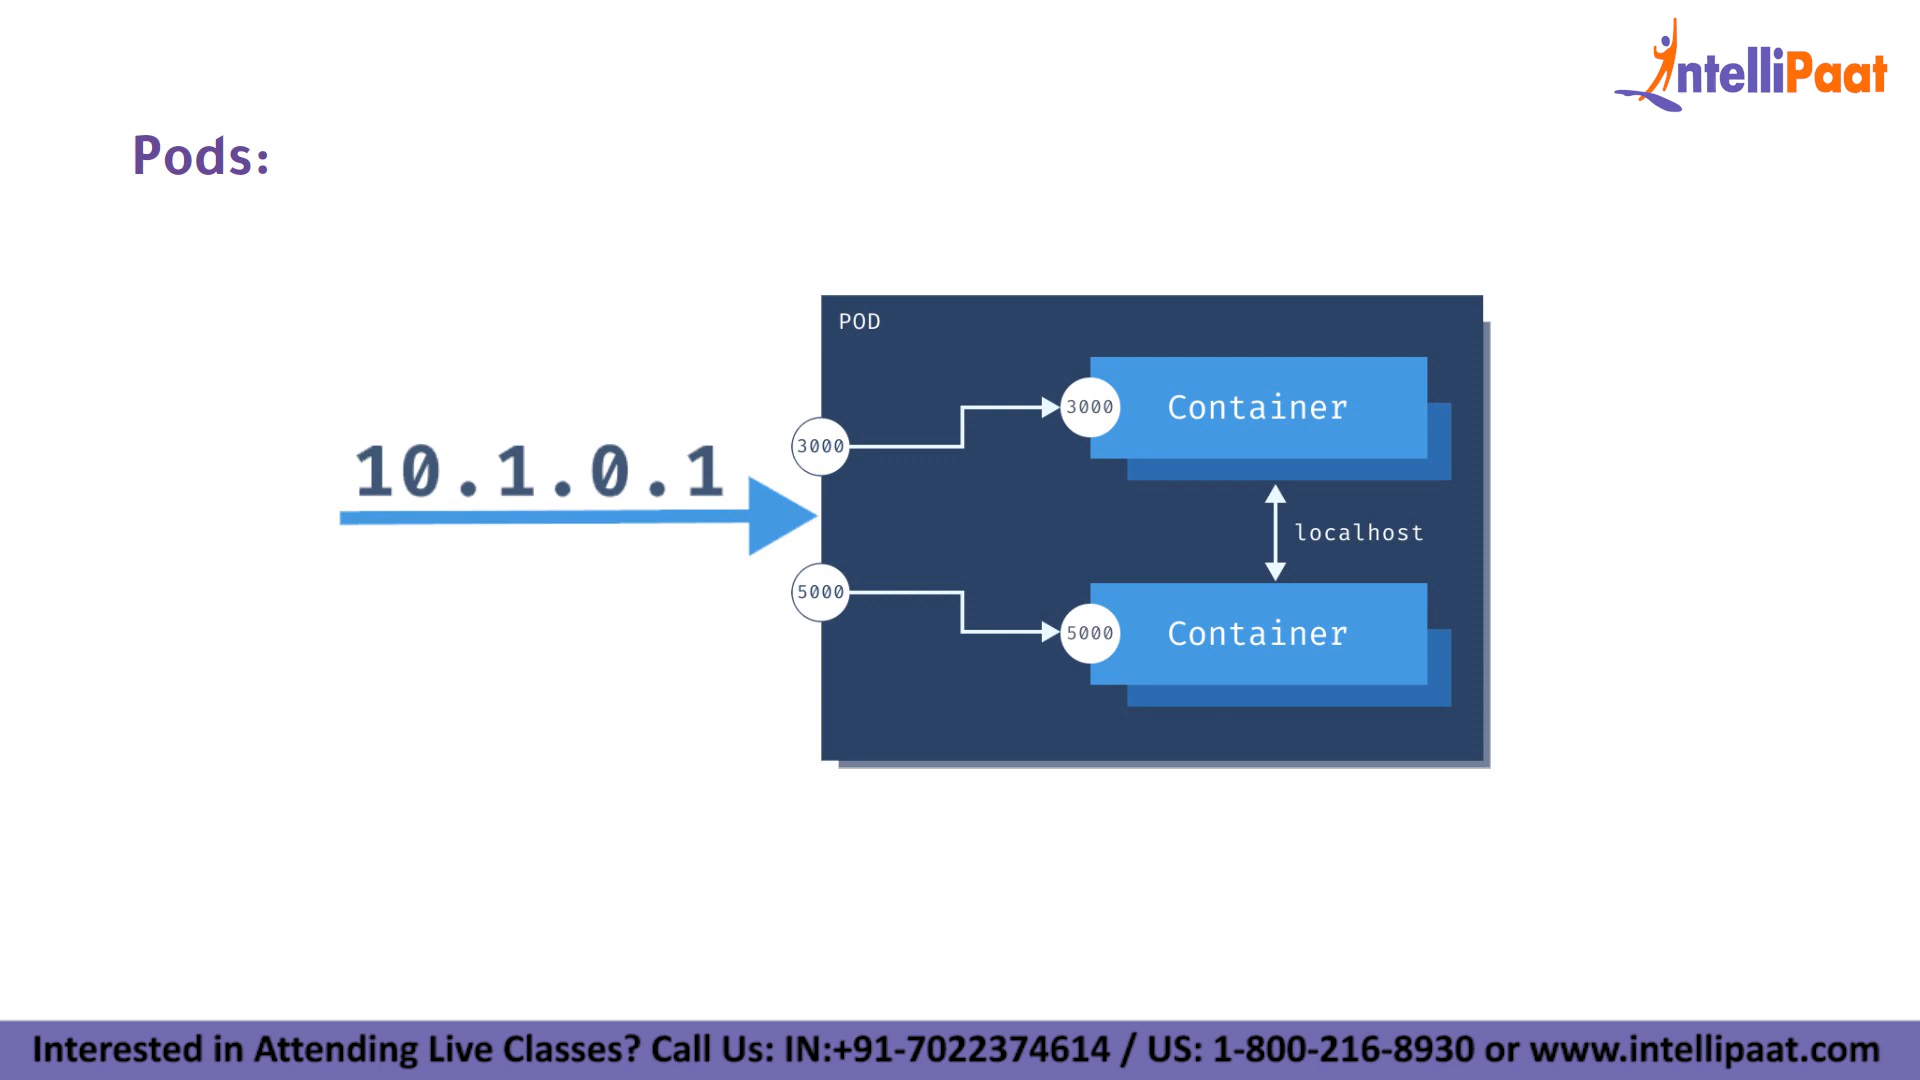 IntelliPaat
Pods:
POD
3000
Container
10.1.0.1
3000
localhost
5000
5000
Container
Interested in Attending Live Classes? Call Us: IN:+91-7022374614 / US: 1-800-216-8930 or www.intellipaat.com